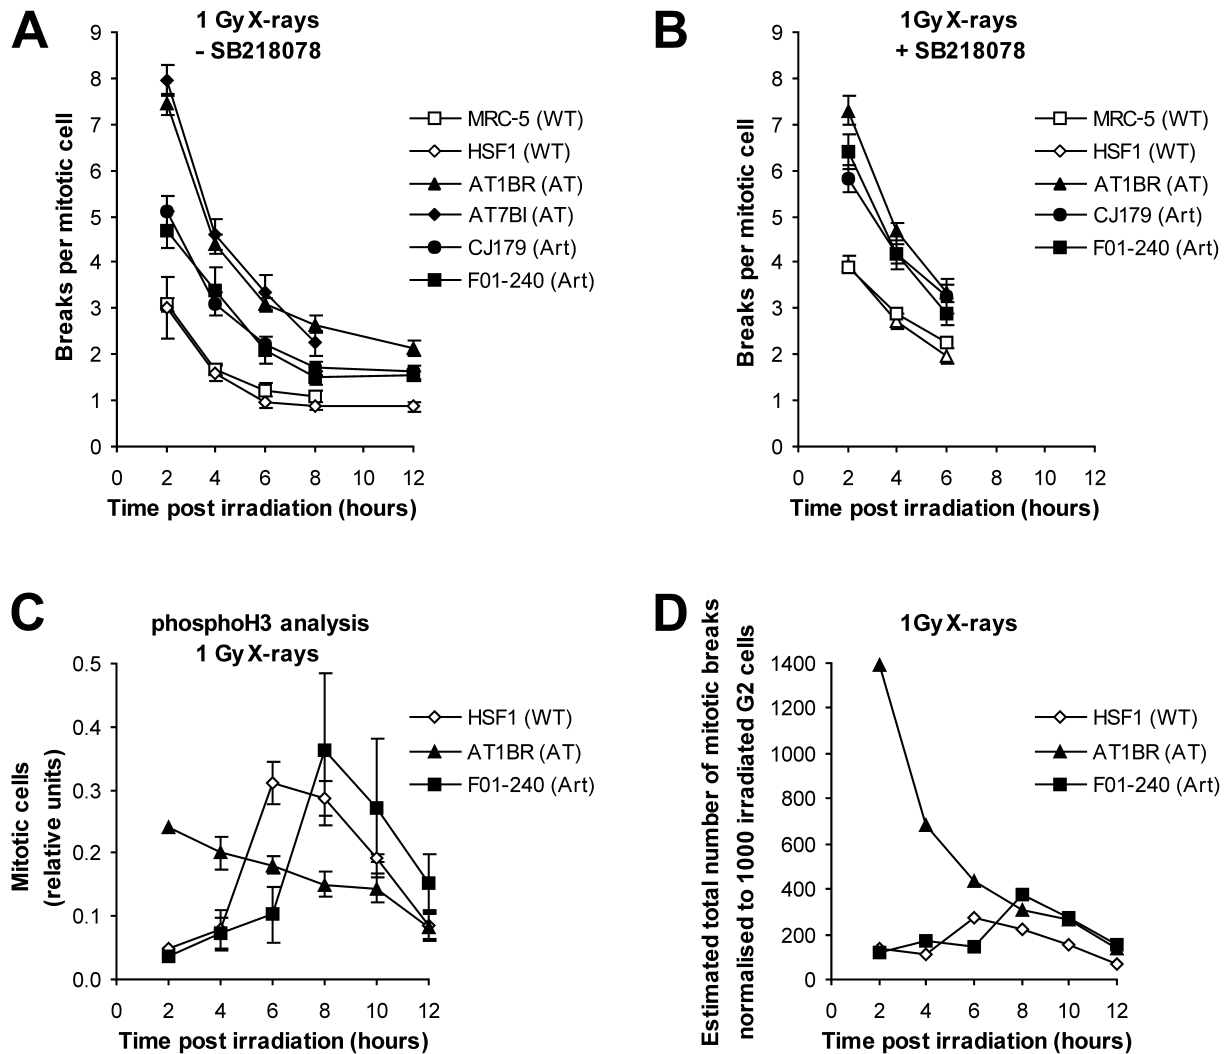 A
1 Gy X-rays
– SB218078
Breaks per mitotic cell
9
8
7
6
5
4
3
2
1
0
0 2 4 6 8 10 12
Time post irradiation (hours)
MRC-5 (WT)
HSF1 (WT)
AT1BR (AT)
AT7BI (AT)
CJ179 (Art)
F01-240 (Art)
B
1Gy X-rays
+ SB218078
Breaks per mitotic cell
9
8
7
6
5
4
3
2
1
0
0 2 4 6 8 10 12
Time post irradiation (hours)
MRC-5 (WT)
HSF1 (WT)
AT1BR (AT)
CJ179 (Art)
F01-240 (Art)
C
phosphoH3 analysis
1 Gy X-rays
Mitotic cells
(relative units)
0.5
0.4
0.3
0.2
0.1
0.0
0 2 4 6 8 10 12
Time post irradiation (hours)
HSF1 (WT)
AT1BR (AT)
F01-240 (Art)
D
1Gy X-rays
Estimated total number of mitotic breaks
normalised to 1000 irradiated G2 cells
1400
1200
1000
800
600
400
200
0
0 2 4 6 8 10 12
Time post irradiation (hours)
HSF1 (WT)
AT1BR (AT)
F01-240 (Art)